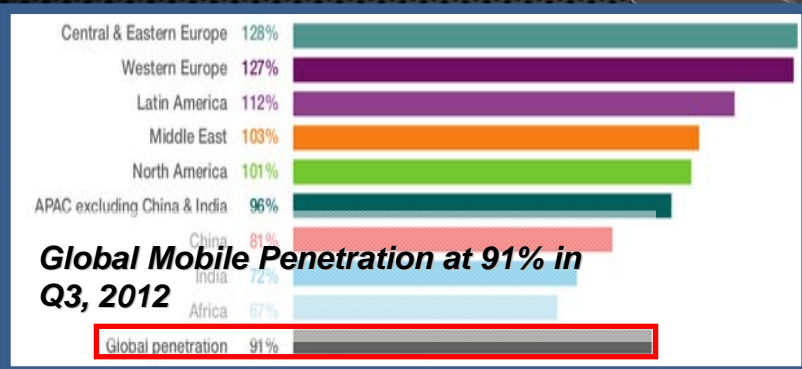 Central & Eastern Europe 128%
Western Europe 127%
Latin America 112%
Middle East 103%
North America 101%
APAC excluding China & India 96%
China 81%
Global Mobile Penetration at 91% in
India 72%
Q3, 2012
Africa 67%
Global penetration 91%